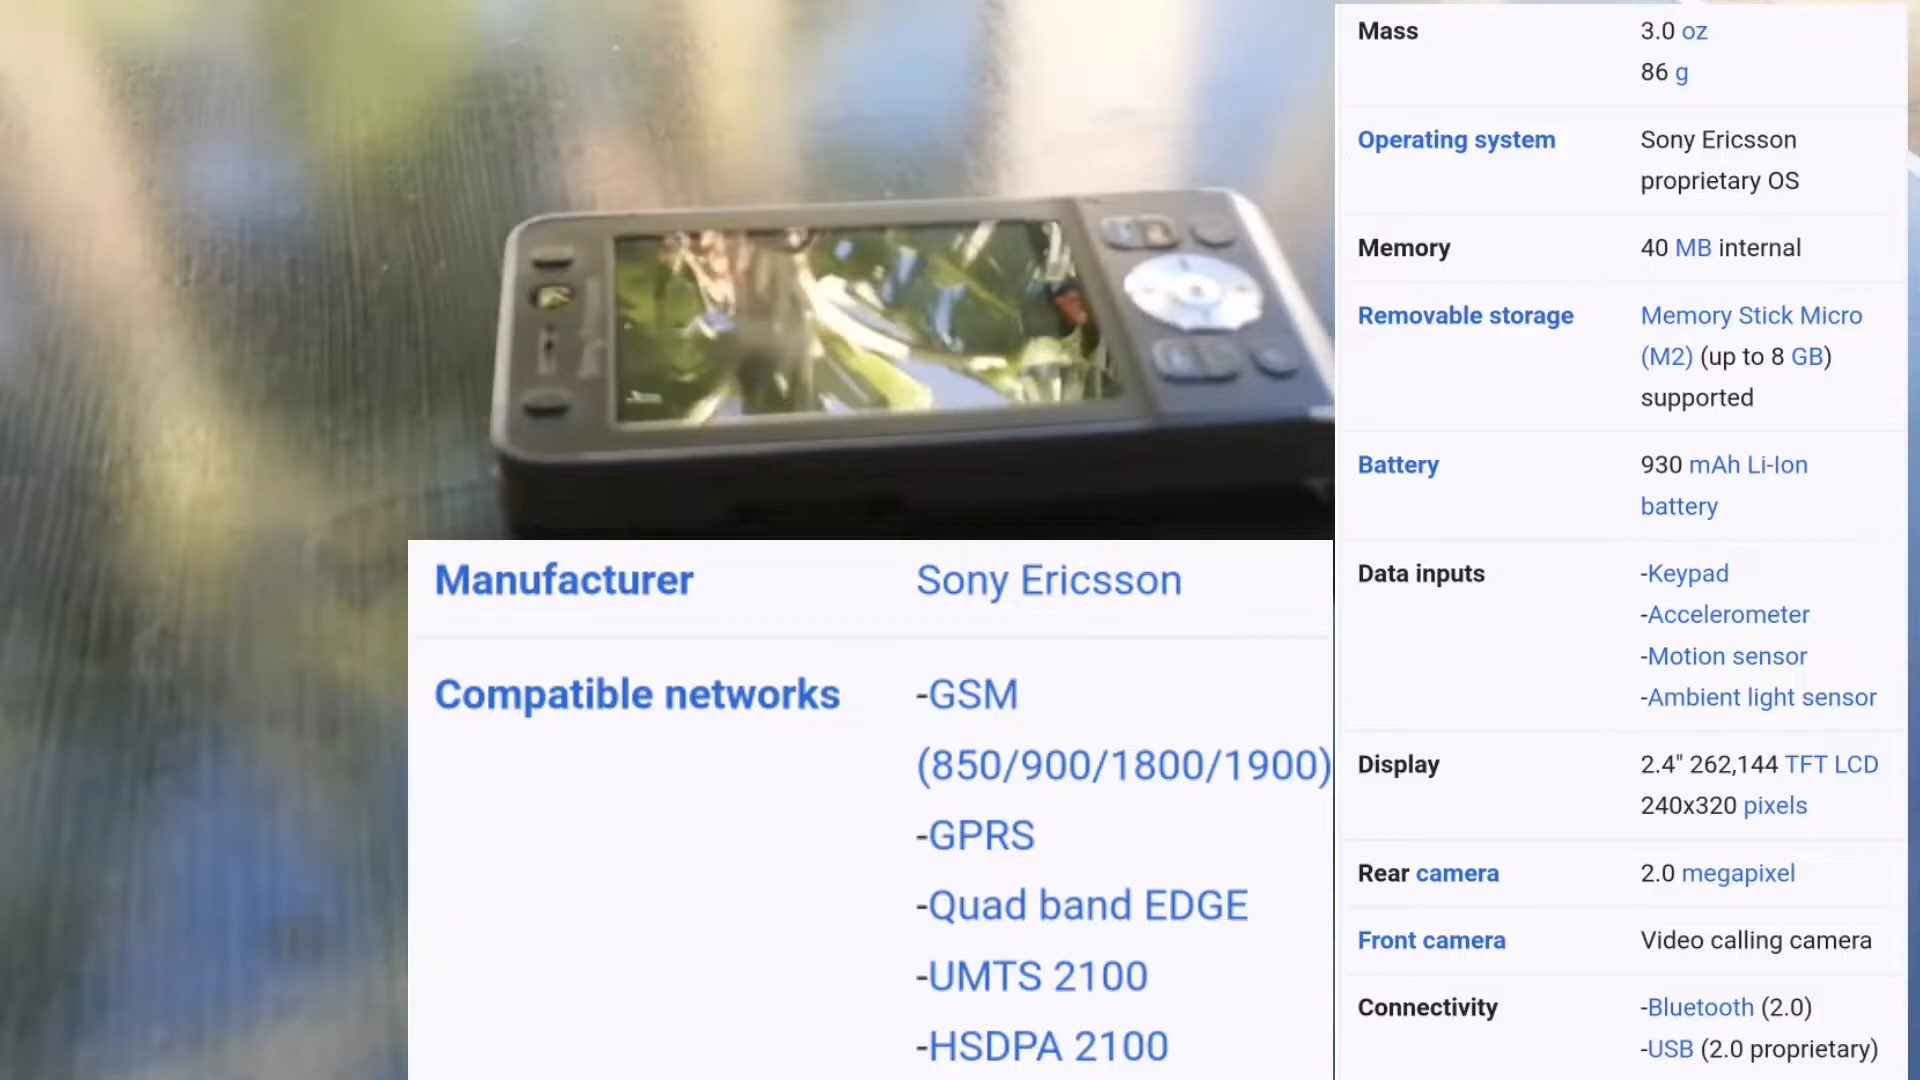 Manufacturer Sony Ericsson
Compatible networks -GSM
(850/900/1800/1900)
-GPRS
-Quad band EDGE
-UMTS 2100
-HSDPA 2100
Mass 3.0 oz
86 g
Operating system Sony Ericsson
proprietary OS
Memory 40 MB internal
Removable storage Memory Stick Micro
(M2) (up to 8 GB)
supported
Battery 930 mAh Li-Ion
battery
Data inputs -Keypad
-Accelerometer
-Motion sensor
-Ambient light sensor
Display 2.4" 262,144 TFT LCD
240x320 pixels
Rear camera 2.0 megapixel
Front camera Video calling camera
Connectivity -Bluetooth (2.0)
-USB (2.0 proprietary)